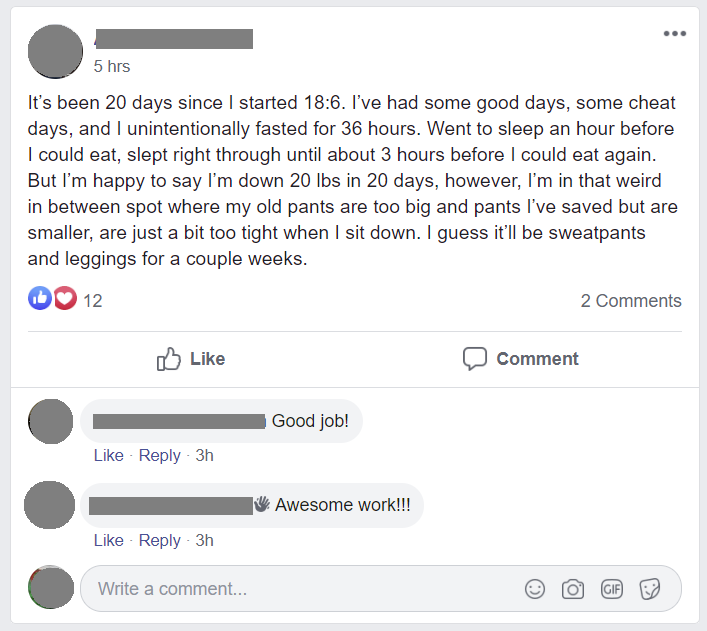 5 hrs
It’s been 20 days since I started 18:6. I’ve had some good days, some cheat
days, and I unintentionally fasted for 36 hours. Went to sleep an hour before
I could eat, slept right through until about 3 hours before I could eat again.
But I’m happy to say I’m down 20 lbs in 20 days, however, I’m in that weird
in between spot where my old pants are too big and pants I’ve saved but are
smaller, are just a bit too tight when I sit down. I guess it’ll be sweatpants
and leggings for a couple weeks.
12 2 Comments
Like Comment
Good job!
Like · Reply · 3h
Awesome work!!!
Like · Reply · 3h
Write a comment... GIF